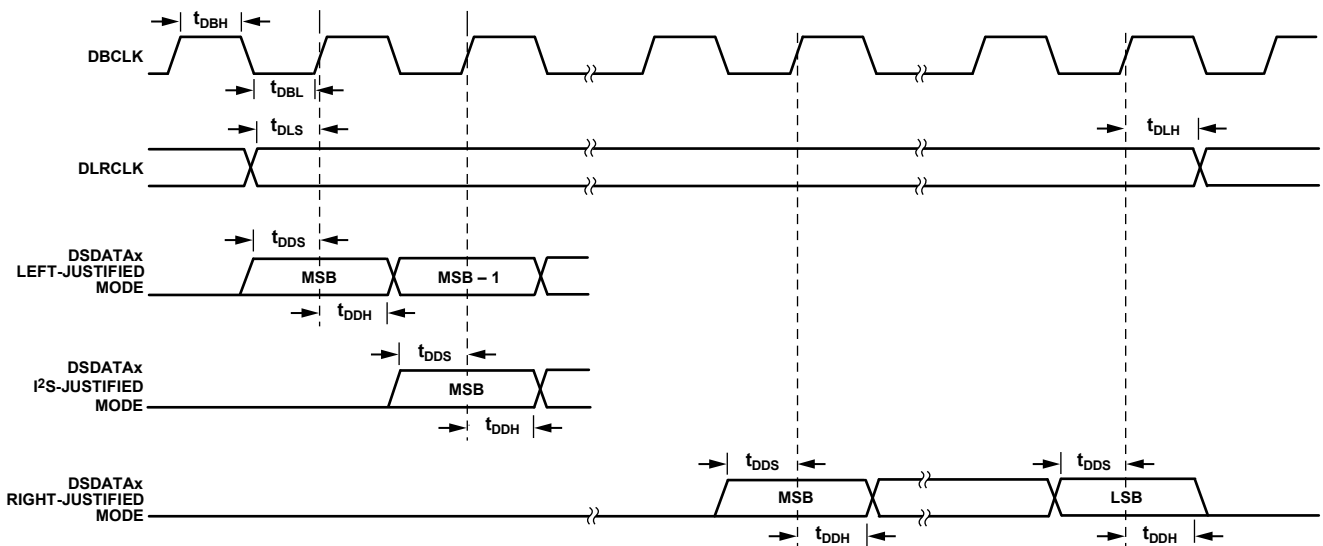 tDBH
DBCLK
tDBL
tDLS
tDLH
DLRCLK
tDDS
DSDATAx
LEFT-JUSTIFIED
MODE
MSB
MSB – 1
tDDH
tDDS
DSDATAx
I²S-JUSTIFIED
MODE
MSB
tDDH
tDDS
tDDS
DSDATAx
RIGHT-JUSTIFIED
MODE
MSB
LSB
tDDH
tDDH